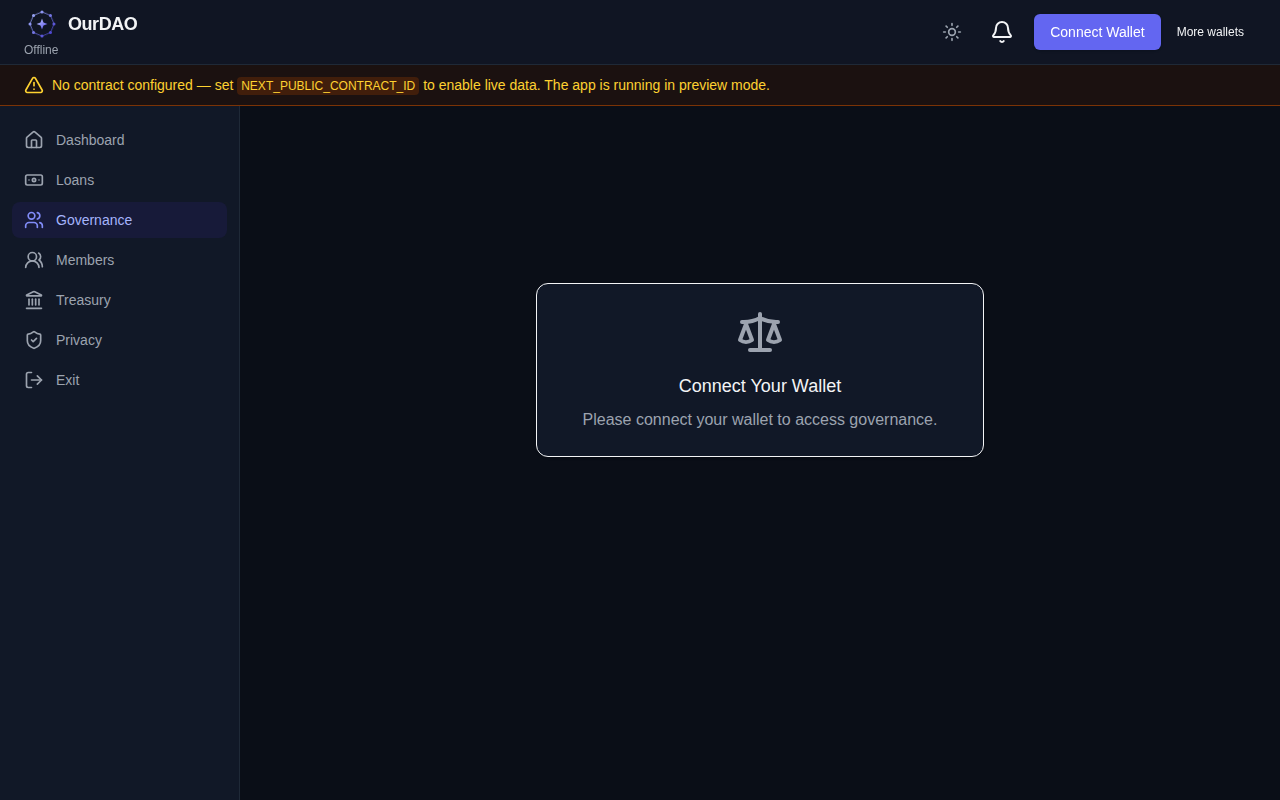 OurDAO
Offline
Connect Wallet
More wallets
No contract configured — set NEXT_PUBLIC_CONTRACT_ID to enable live data. The app is running in preview mode.
Dashboard
Loans
Governance
Members
Treasury
Privacy
Exit
Connect Your Wallet
Please connect your wallet to access governance.